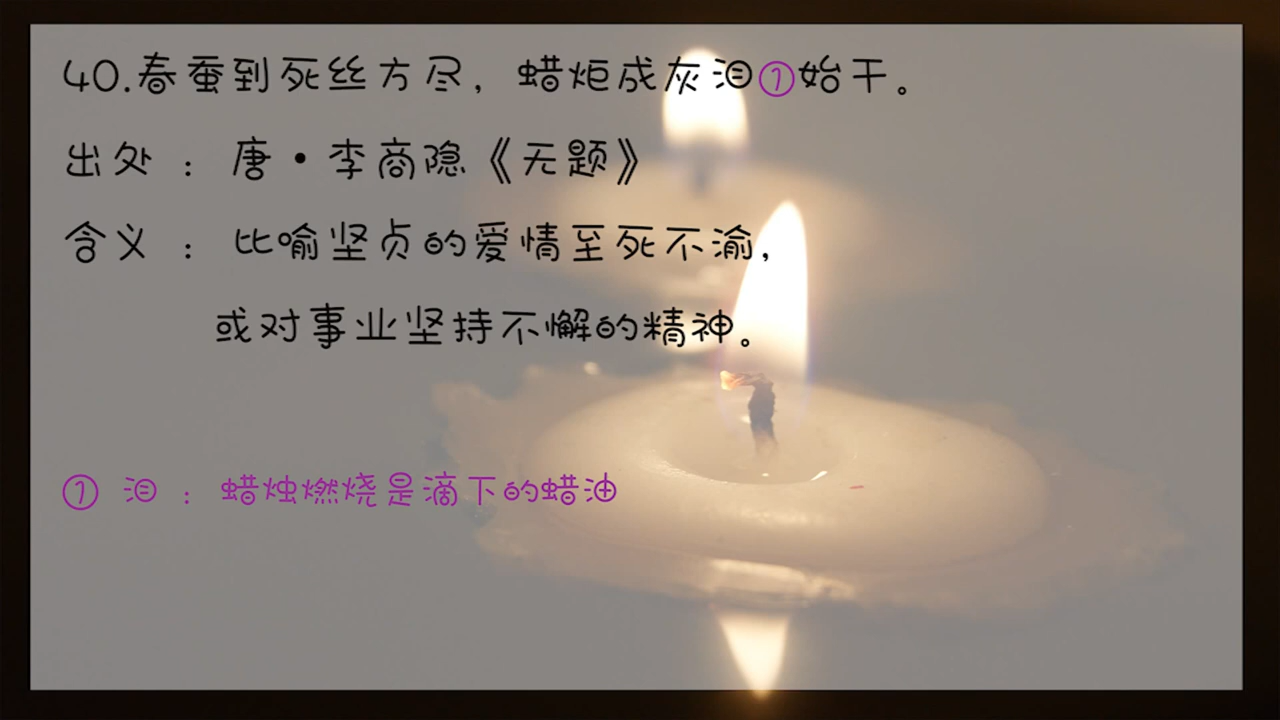 40.春蚕到死丝方尽，蜡炬成灰泪①始干。
出处：唐·李商隐《无题》
含义：比喻坚贞的爱情至死不渝，
或对事业坚持不懈的精神。
①泪：蜡烛燃烧是滴下的蜡油